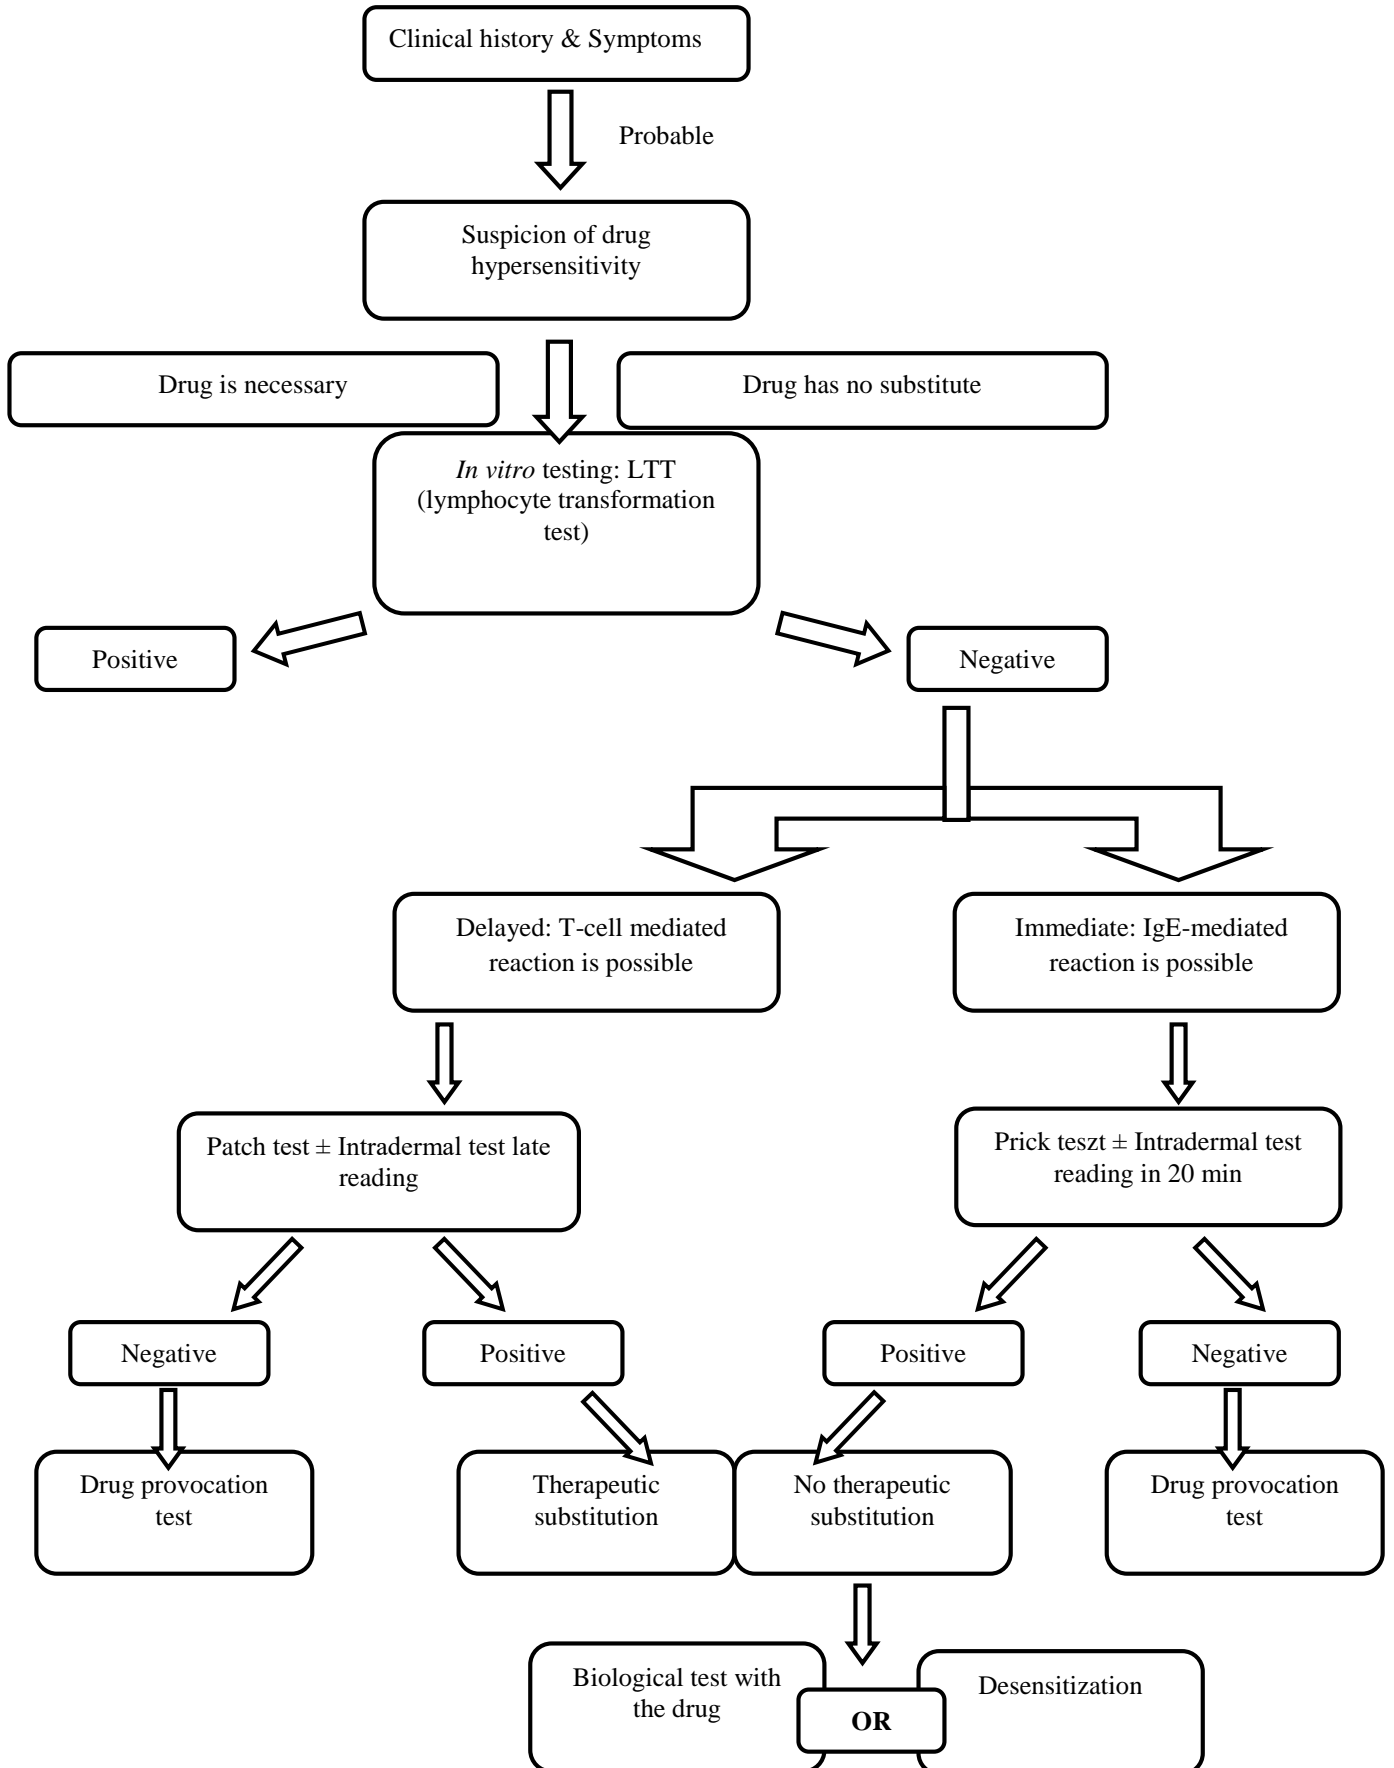 Clinical history & Symptoms
Probable
Suspicion of drug
hypersensitivity
Drug is necessary
Drug has no substitute
In vitro testing: LTT
(lymphocyte transformation
test)
Positive
Negative
Delayed: T-cell mediated
reaction is possible
Immediate: IgE-mediated
reaction is possible
Patch test ± Intradermal test late
reading
Prick teszt ± Intradermal test
reading in 20 min
Negative
Positive
Positive
Negative
Drug provocation
test
Therapeutic
substitution
No therapeutic
substitution
Drug provocation
test
Biological test with
the drug
OR
Desensitization